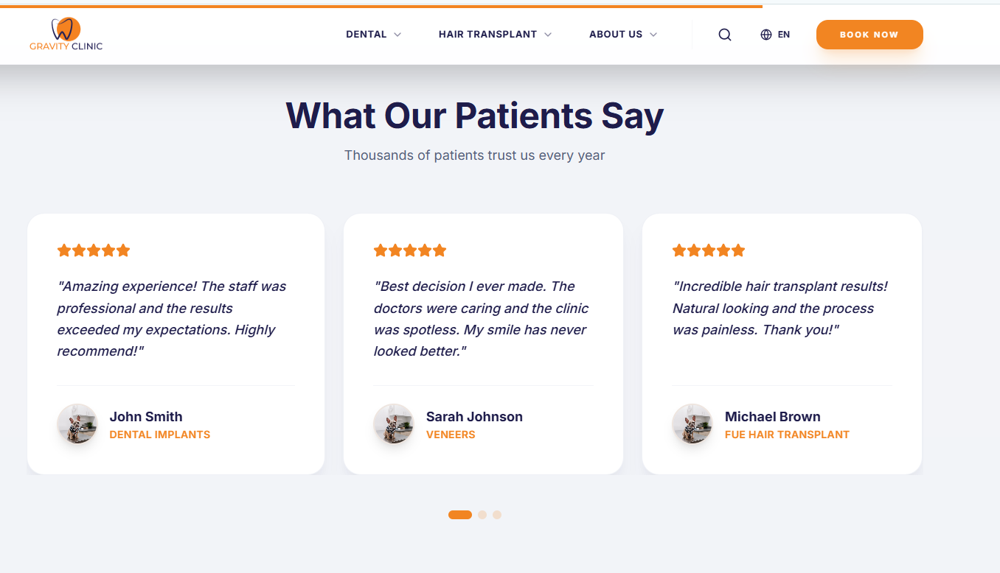 GRAVITY CLINIC
DENTAL
HAIR TRANSPLANT
ABOUT US
EN
BOOK NOW
What Our Patients Say
Thousands of patients trust us every year
"Amazing experience! The staff was
professional and the results
exceeded my expectations. Highly
recommend!"
John Smith
DENTAL IMPLANTS
"Best decision I ever made. The
doctors were caring and the clinic
was spotless. My smile has never
looked better."
Sarah Johnson
VENEERS
"Incredible hair transplant results!
Natural looking and the process
was painless. Thank you!"
Michael Brown
FUE HAIR TRANSPLANT